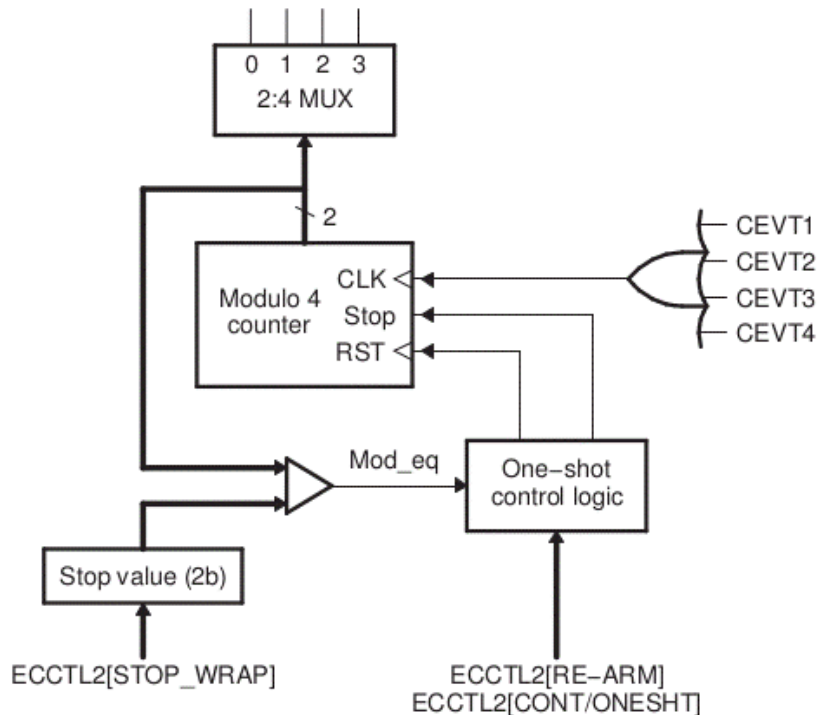 0 1 2 3
2:4 MUX
2
CEVT1
CEVT2
CEVT3
CEVT4
Modulo 4
counter
CLK
Stop
RST
Mod_eq
One-shot
control logic
Stop value (2b)
ECCTL2[STOP_WRAP]
ECCTL2[RE-ARM]
ECCTL2[CONT/ONESHT]